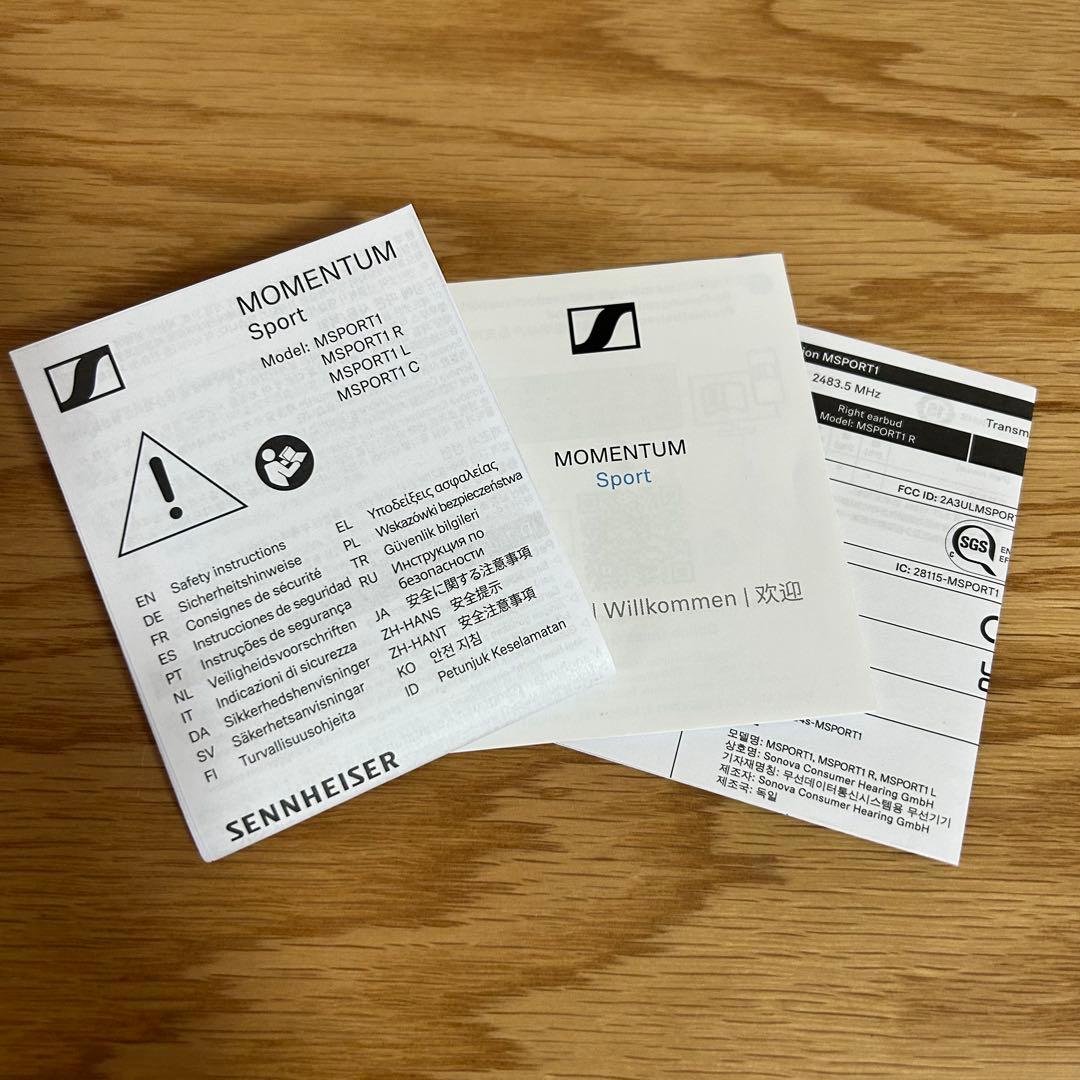 MOMENTUM
Sport
Model: MSPORT1
MSPORT1 R
MSPORT1 L
MSPORT1 C
EN Safety instructions
DE Sicherheitshinweise
FR Consignes de sécurité
ES Instrucciones de seguridad
PT Instruções de segurança
NL Veiligheidsvoorschriften
IT Indicazioni di sicurezza
DA Sikkerhedshenvisninger
SV Säkerhetsanvisningar
FI Turvallisuusohjeita
EL Υποδείξεις ασφαλείας
PL Wskazówki bezpieczeństwa
TR Güvenlik bilgileri
RU Инструкция по
безопасности
JA 安全に関する注意事項
ZH-HANS 安全提示
ZH-HANT 安全注意事項
KO 안전 지침
ID Petunjuk Keselamatan
SENNHEISER
MOMENTUM
Sport
| Willkommen | 欢迎
on MSPORT1
2483.5 MHz
Right earbud
Model: MSPORT1 R
Transm
FCC ID: 2A3ULMSPOR
SGS
IC: 28115-MSPORT1
4s-MSPORT1
모델명: MSPORT1, MSPORT1 R, MSPORT1 L
상호명: Sonova Consumer Hearing GmbH
기자재명칭: 무선데이터통신시스템용 무선기기
제조자: Sonova Consumer Hearing GmbH
제조국: 독일